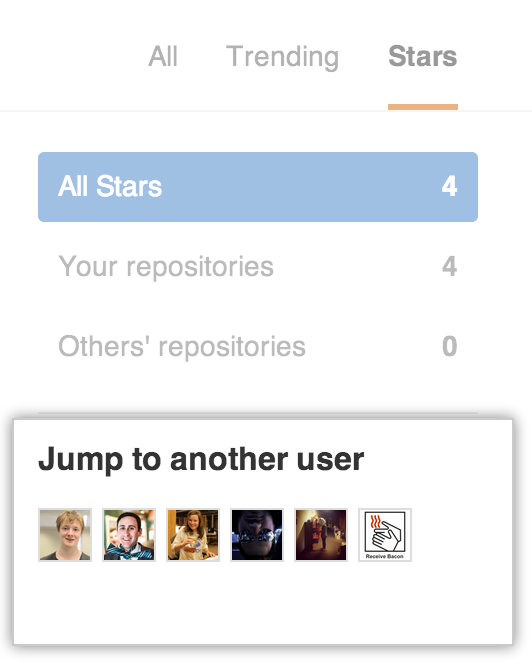 All Trending Stars
All Stars 4
Your repositories 4
Others' repositories 0
Jump to another user
Receive Bacon